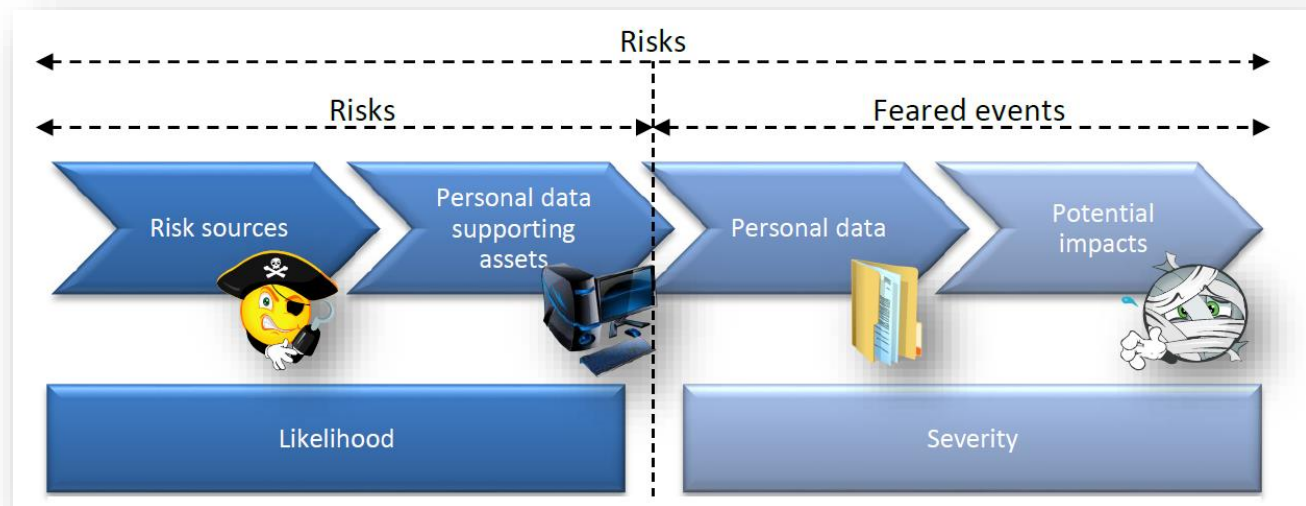 Risks
Risks
Feared events
Risk sources
Personal data
supporting
assets
Personal data
Potential
impacts
Likelihood
Severity